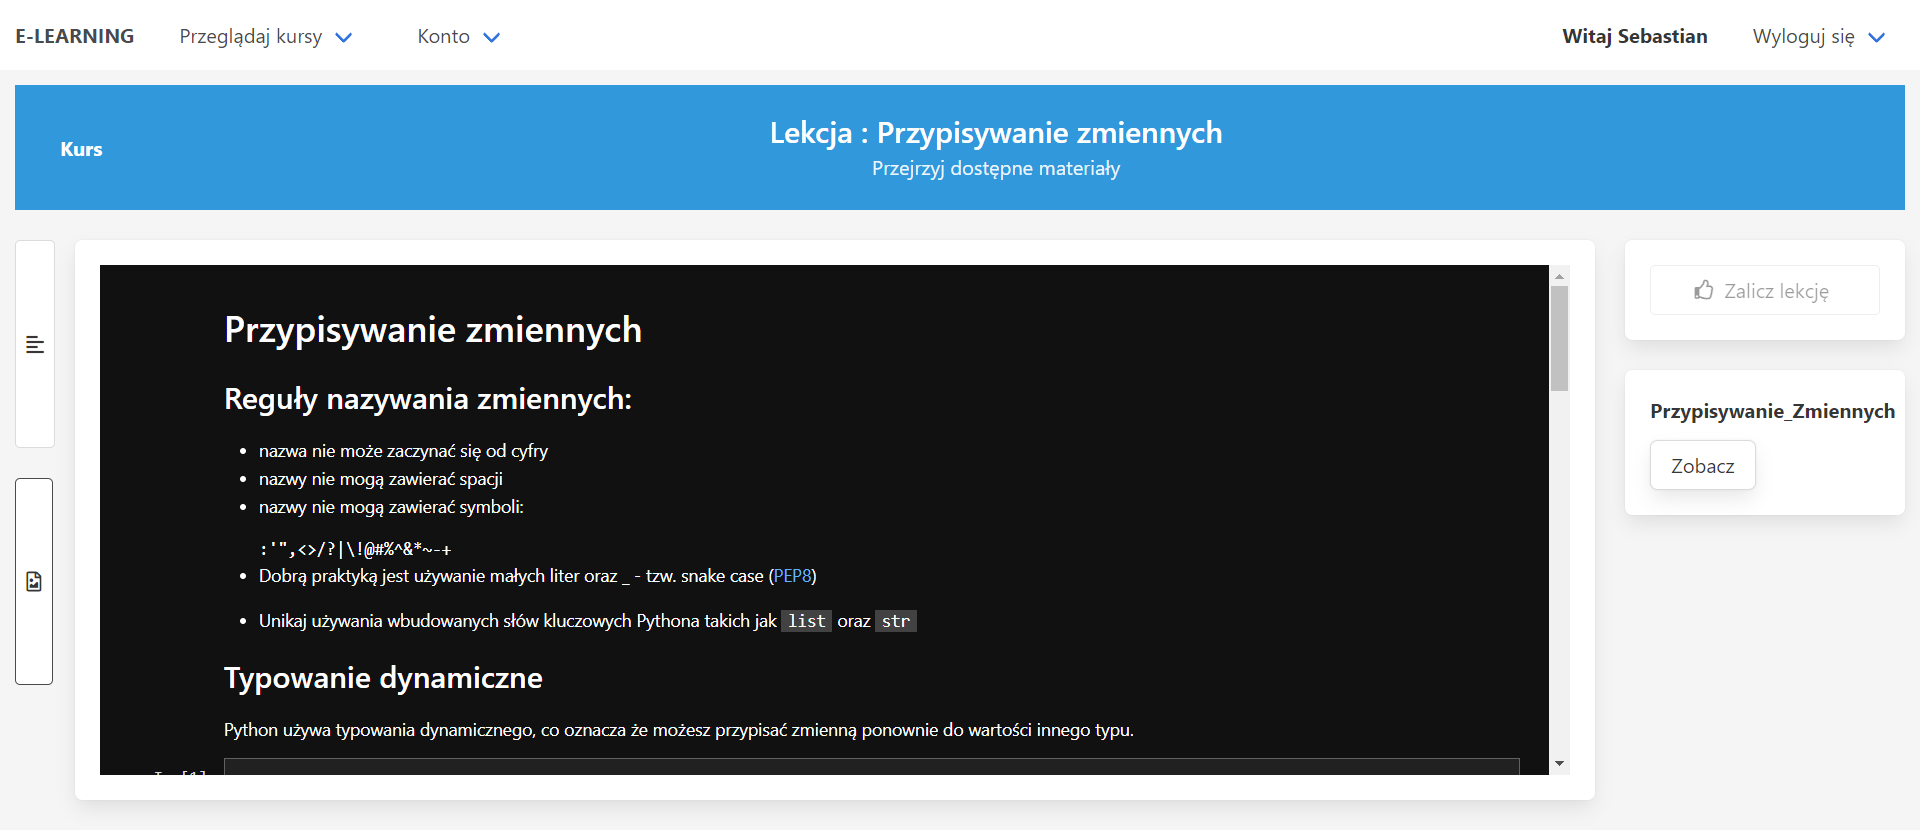 E-LEARNING Przeglądaj kursy Konto Witaj Sebastian Wyloguj się
Kurs
Lekcja : Przypisywanie zmiennych
Przejrzyj dostępne materiały
Przypisywanie zmiennych
Reguły nazywania zmiennych:
• nazwa nie może zaczynać się od cyfry
• nazwy nie mogą zawierać spacji
• nazwy nie mogą zawierać symboli:
:'",<>/?|\!@#%^&*~-+
• Dobrą praktyką jest używanie małych liter oraz _ - tzw. snake case (PEP8)
• Unikaj używania wbudowanych słów kluczowych Pythona takich jak list oraz str
Typowanie dynamiczne
Python używa typowania dynamicznego, co oznacza że możesz przypisać zmienną ponownie do wartości innego typu.
Zalicz lekcję
Przypisywanie_Zmiennych
Zobacz